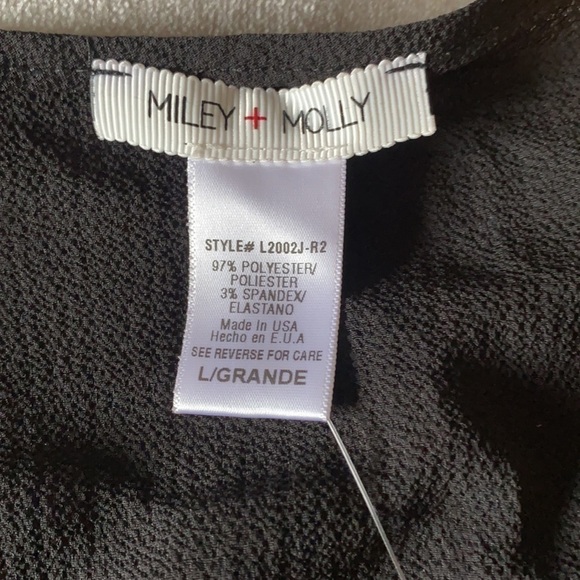 MILEY + MOLLY
STYLE# L2002J-R2
97% POLYESTER/
POLIESTER
3% SPANDEX/
ELASTANO
Made In USA
Hecho en E.U.A
SEE REVERSE FOR CARE
L/GRANDE